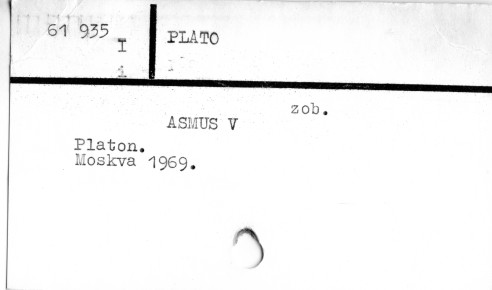 61 935 I PLATO
1
zob.
ASMUS V
Platon.
Moskva 1969.